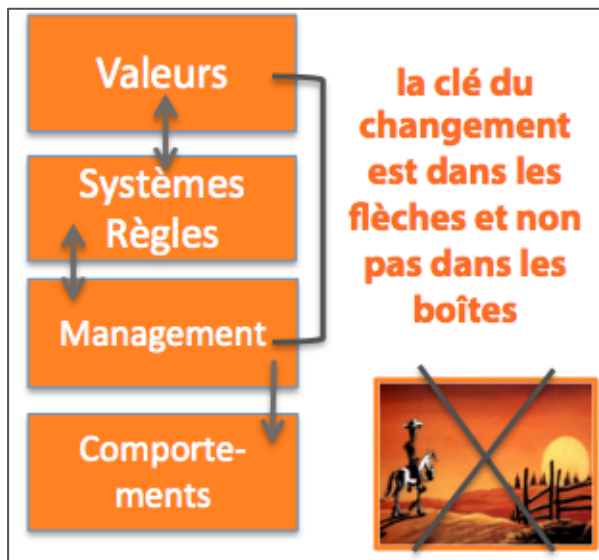 Valeurs
Systèmes
Règles
Management
Comporte-
ments
la clé du
changement
est dans les
flèches et non
pas dans les
boîtes